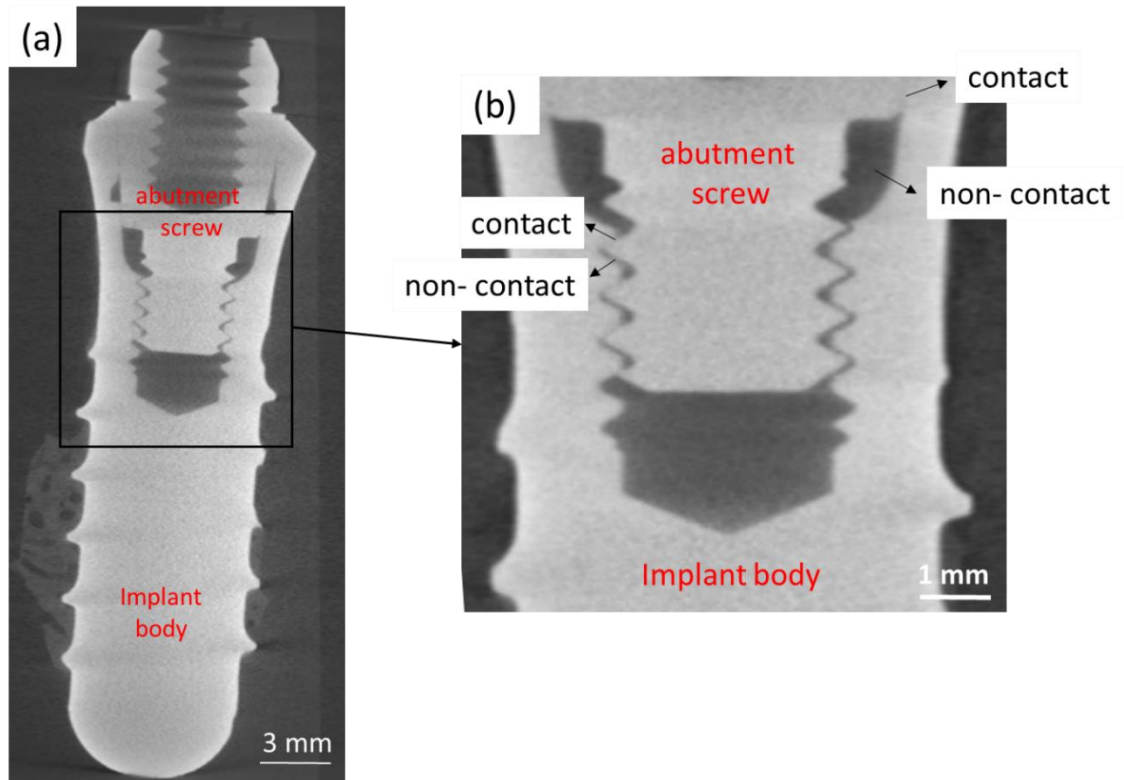 (a)
abutment
screw
Implant
body
3 mm
(b)
contact
abutment
screw
non- contact
contact
non- contact
Implant body
1 mm